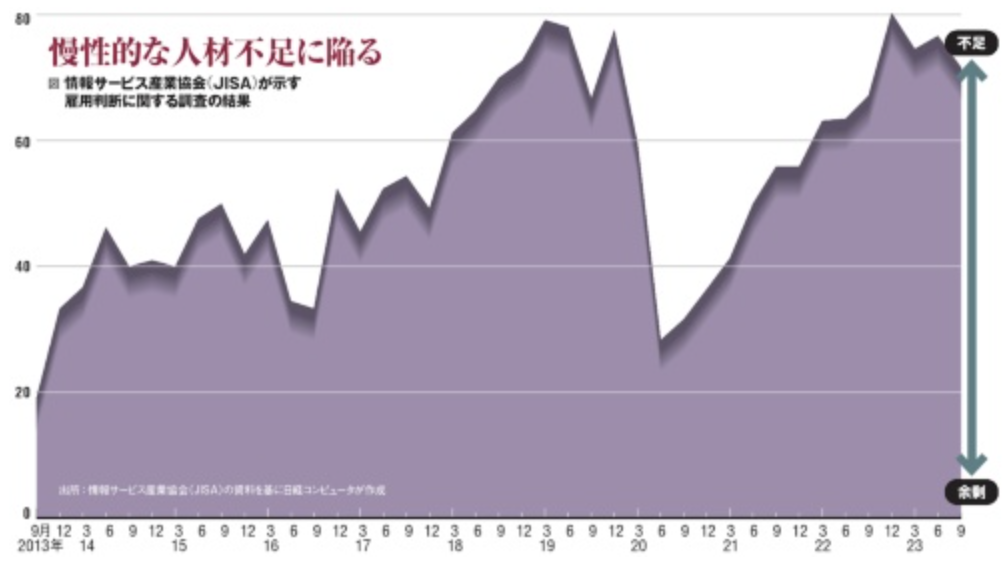 慢性的な人材不足に陥る
図 情報サービス産業協会(JISA)が示す
雇用判断に関する調査の結果
80
60
40
20
0
不足
余剰
出所:情報サービス産業協会(JISA)の資料を基に日経コンピュータが作成
9月 12 3 6 9 12 3 6 9 12 3 6 9 12 3 6 9 12 3 6 9 12 3 6 9 12 3 6 9 12 3 6 9 12 3 6 9 12 3 6 9
2013年 14 15 16 17 18 19 20 21 22 23